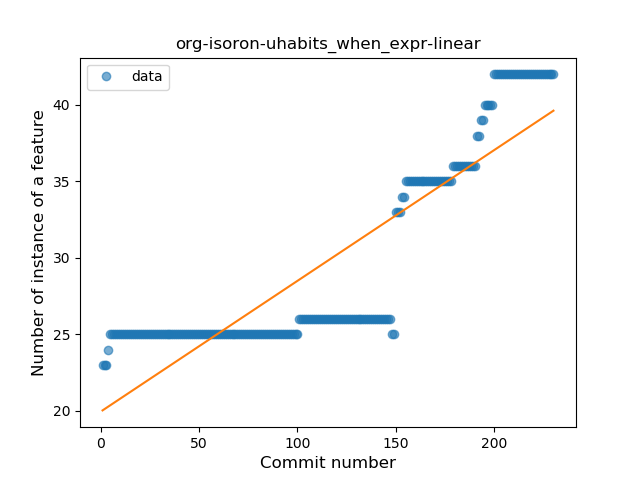 org-isoron-uhabits_when_expr-linear
data
Number of instance of a feature
40
35
30
25
20
0
50
100
150
200
Commit number